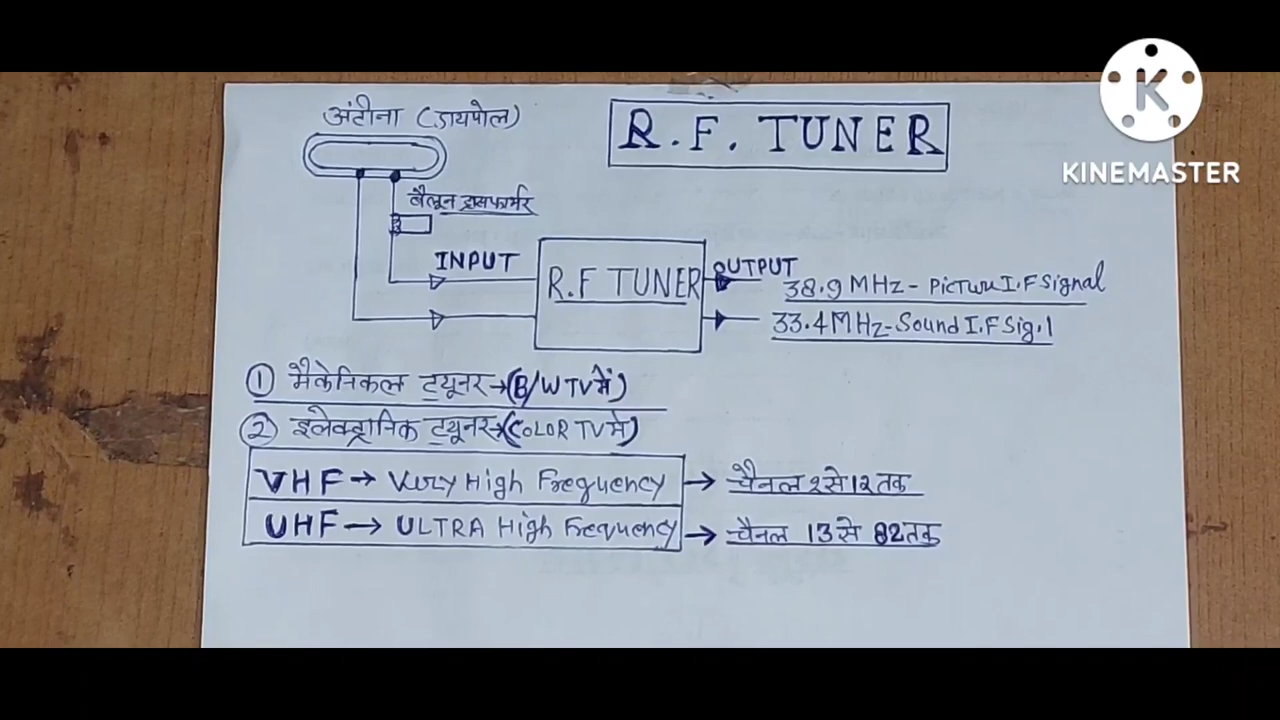 अंटीना (डायपोल)
R.F. TUNER
K
KINEMASTER
बैलून ट्रासफार्मर
INPUT
R.F TUNER
OUTPUT
38.9 MHz - Picture I.F Signal
33.4 MHz - Sound I.F Sig.l
① मैकेनिकल ट्यूनर → (B/W TV में)
② इलेक्ट्रानिक ट्यूनर → (COLOR TV मे)
VHF → Very High Frequency → चैनल 2 से 12 तक
UHF → ULTRA High Frequency → चैनल 13 से 82 तक